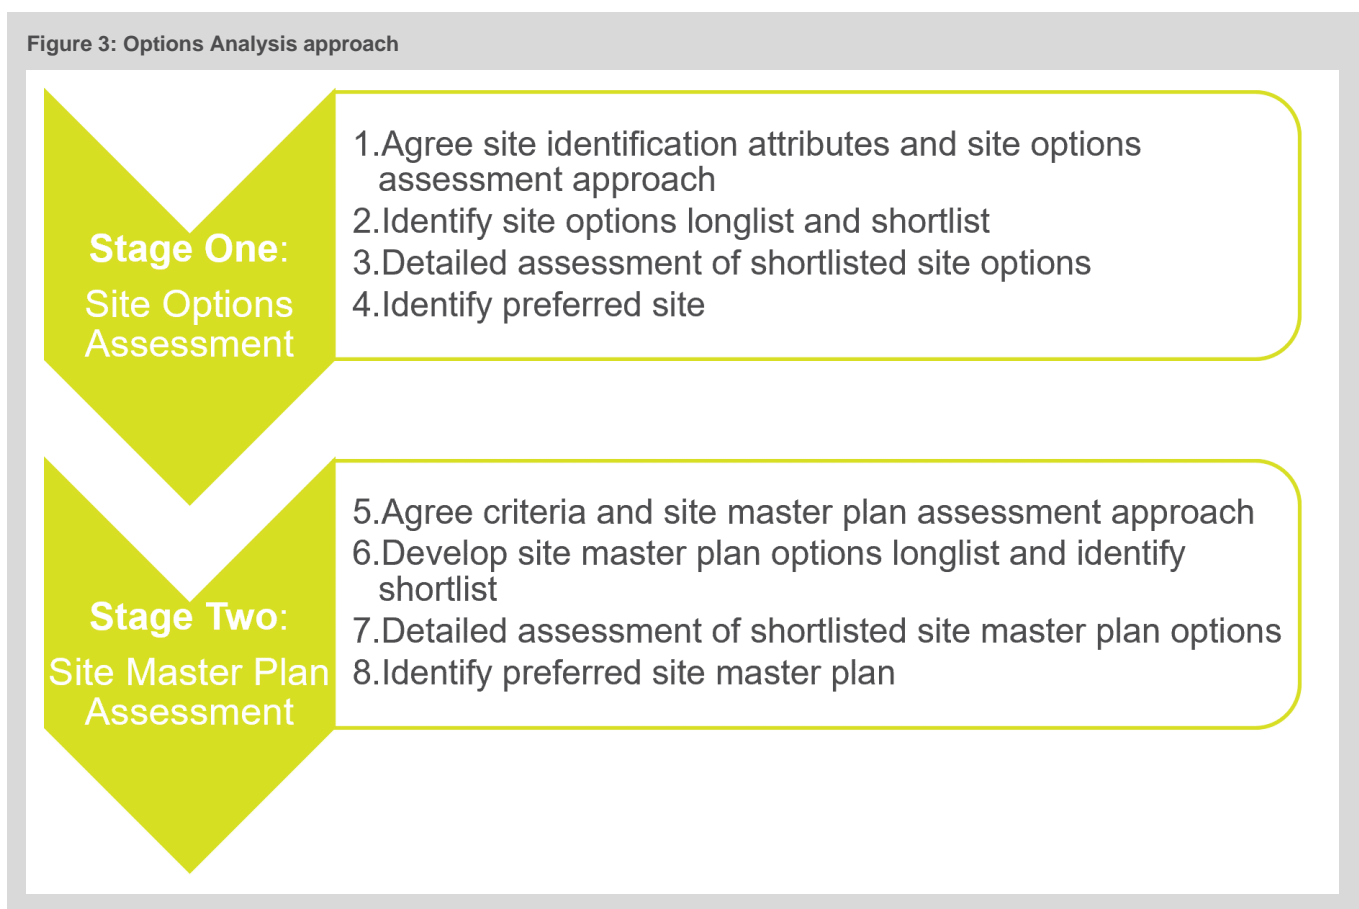 Figure 3: Options Analysis approach
Stage One:
Site Options
Assessment
1.Agree site identification attributes and site options
assessment approach
2.Identify site options longlist and shortlist
3.Detailed assessment of shortlisted site options
4.Identify preferred site
Stage Two:
Site Master Plan
Assessment
5.Agree criteria and site master plan assessment approach
6.Develop site master plan options longlist and identify
shortlist
7.Detailed assessment of shortlisted site master plan options
8.Identify preferred site master plan